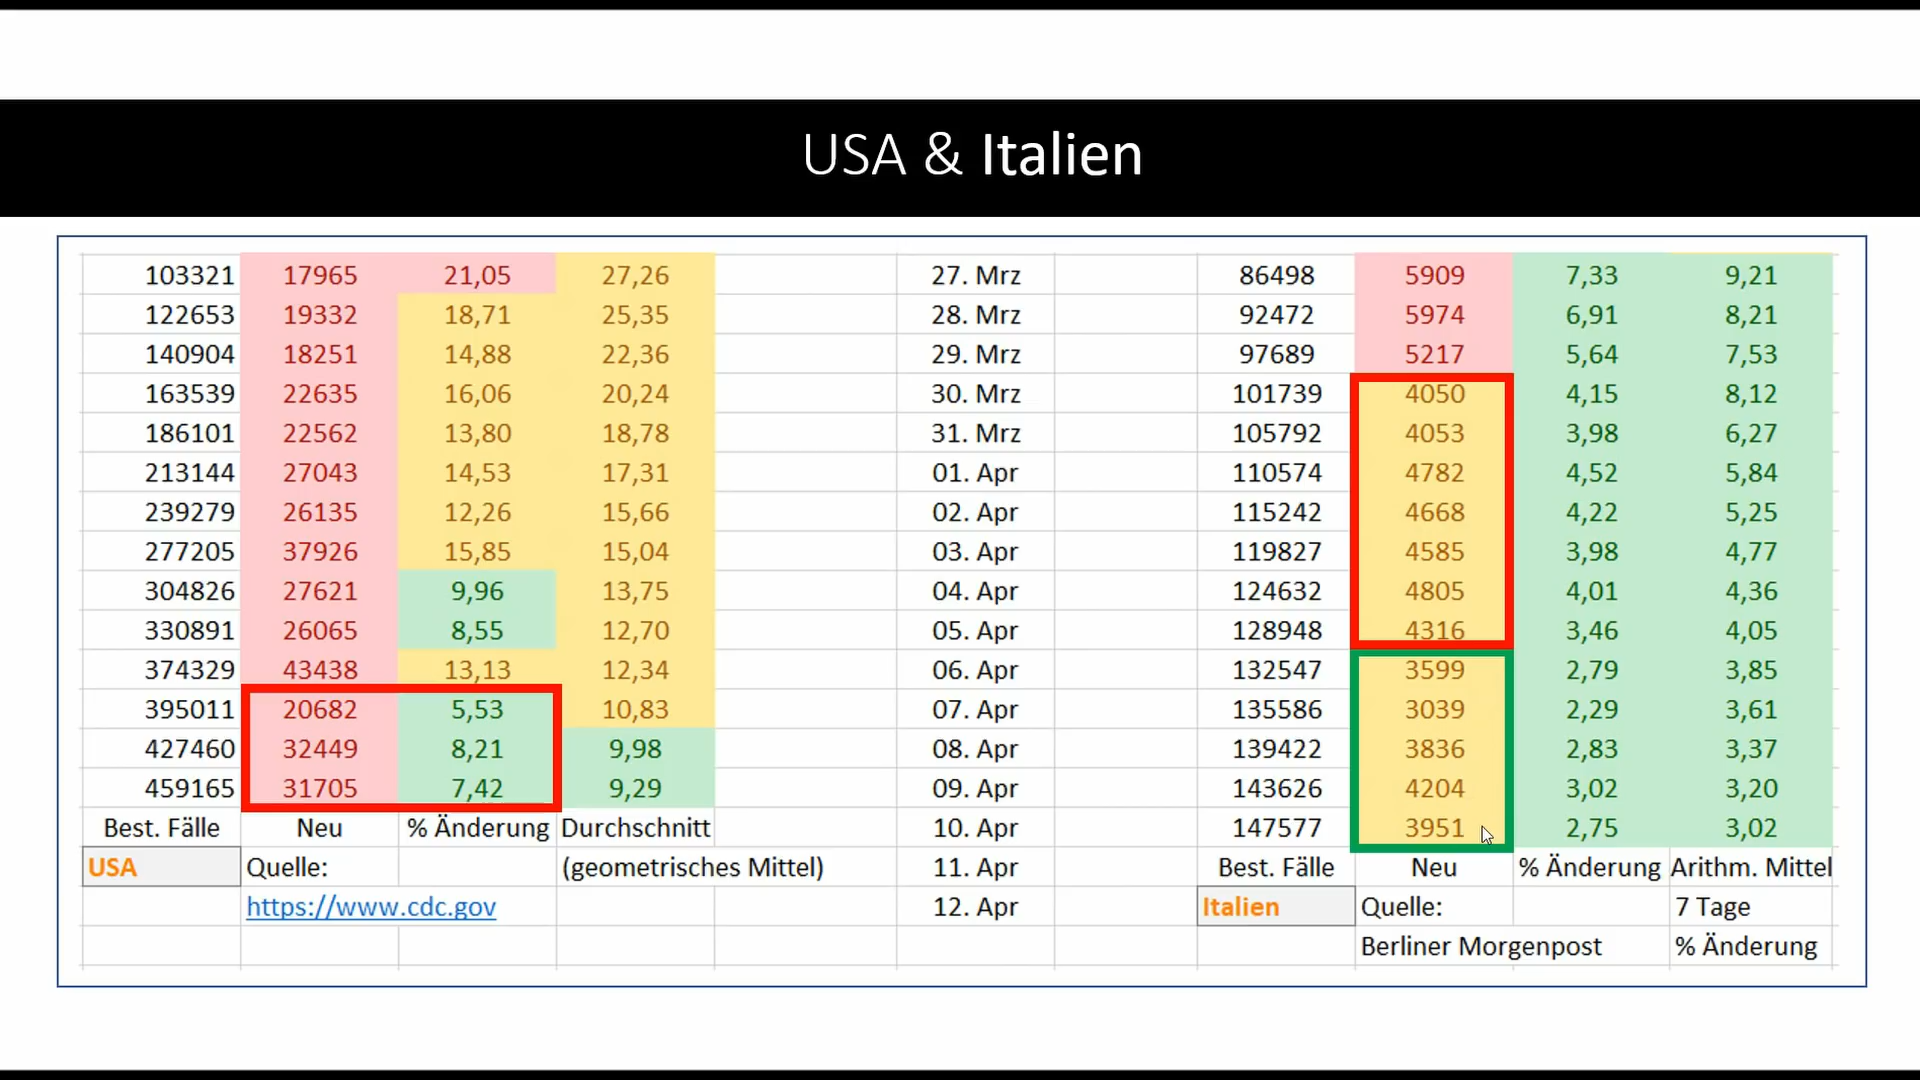 USA & Italien
103321 17965 21,05 27,26 27. Mrz 86498 5909 7,33 9,21
122653 19332 18,71 25,35 28. Mrz 92472 5974 6,91 8,21
140904 18251 14,88 22,36 29. Mrz 97689 5217 5,64 7,53
163539 22635 16,06 20,24 30. Mrz 101739 4050 4,15 8,12
186101 22562 13,80 18,78 31. Mrz 105792 4053 3,98 6,27
213144 27043 14,53 17,31 01. Apr 110574 4782 4,52 5,84
239279 26135 12,26 15,66 02. Apr 115242 4668 4,22 5,25
277205 37926 15,85 15,04 03. Apr 119827 4585 3,98 4,77
304826 27621 9,96 13,75 04. Apr 124632 4805 4,01 4,36
330891 26065 8,55 12,70 05. Apr 128948 4316 3,46 4,05
374329 43438 13,13 12,34 06. Apr 132547 3599 2,79 3,85
395011 20682 5,53 10,83 07. Apr 135586 3039 2,29 3,61
427460 32449 8,21 9,98 08. Apr 139422 3836 2,83 3,37
459165 31705 7,42 9,29 09. Apr 143626 4204 3,02 3,20
Best. Fälle Neu % Änderung Durchschnitt 10. Apr 147577 3951 2,75 3,02
USA Quelle: (geometrisches Mittel) 11. Apr Best. Fälle Neu % Änderung Arithm. Mittel
https://www.cdc.gov 12. Apr Italien Quelle: 7 Tage
Berliner Morgenpost % Änderung